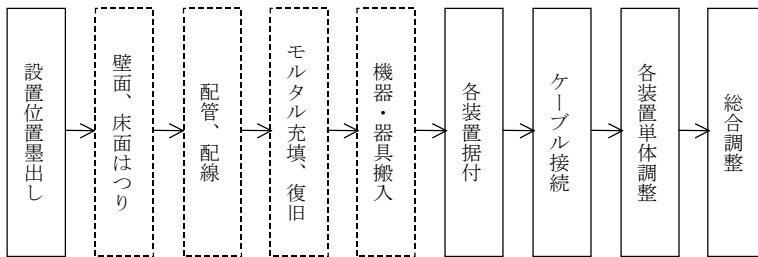 設置位置墨出し
壁面、床面はつり
配管、配線
モルタル充填、復旧
機器・器具搬入
各装置据付
ケーブル接続
各装置単体調整
総合調整